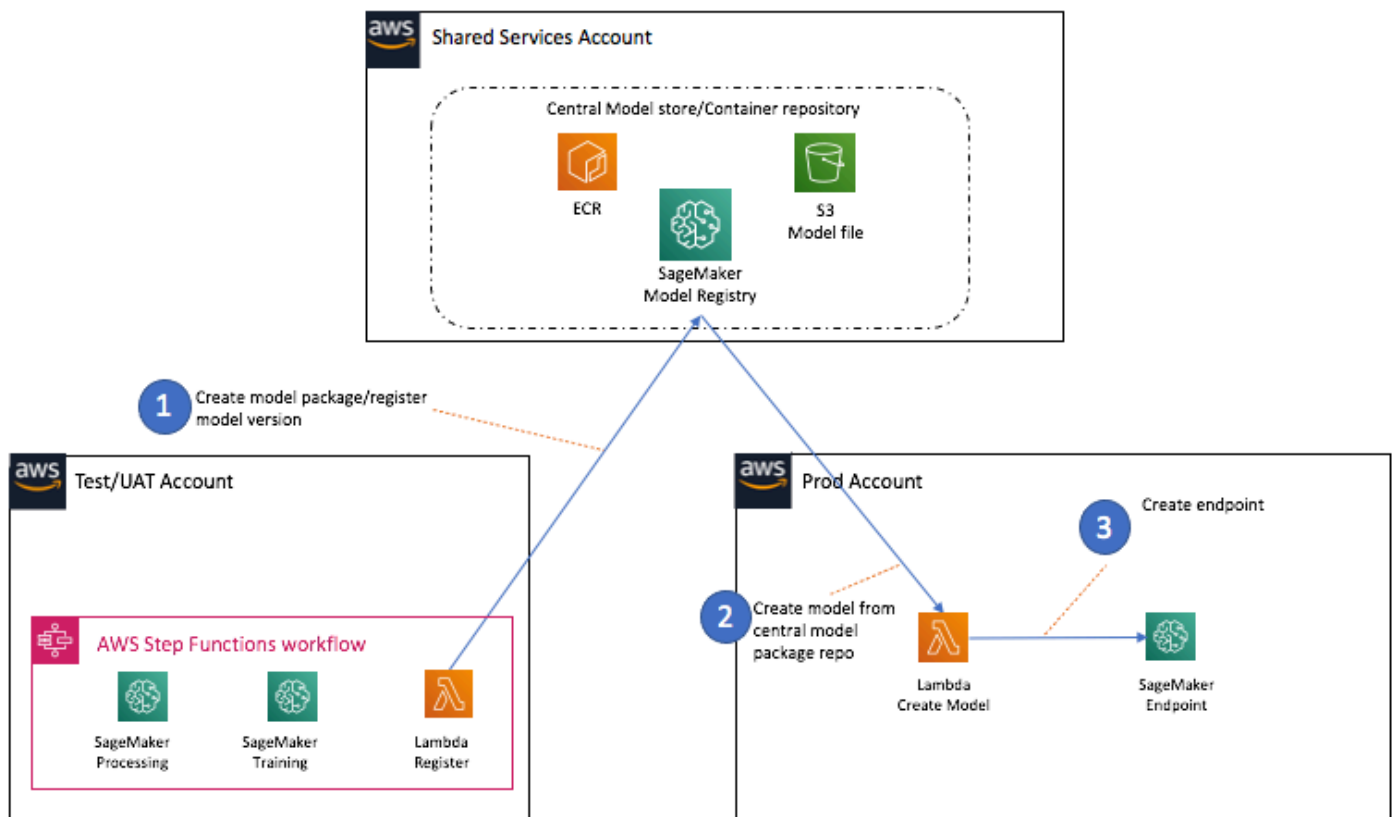 aws
Shared Services Account
Central Model store/Container repository
ECR
S3
Model file
SageMaker
Model Registry
1
Create model package/register
model version
aws
Test/UAT Account
AWS Step Functions workflow
SageMaker
Processing
SageMaker
Training
Lambda
Register
aws
Prod Account
3
Create endpoint
2
Create model from
central model
package repo
Lambda
Create Model
SageMaker
Endpoint